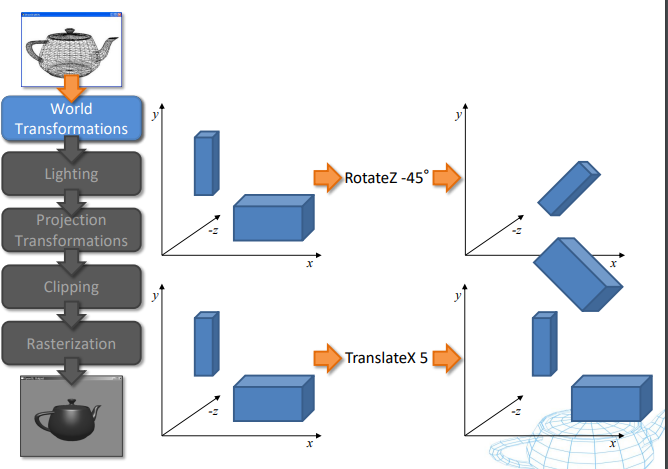 World
Transformations
Lighting
Projection
Transformations
Clipping
Rasterization
y
-z
x
RotateZ -45°
y
-z
x
y
-z
x
TranslateX 5
y
-z
x